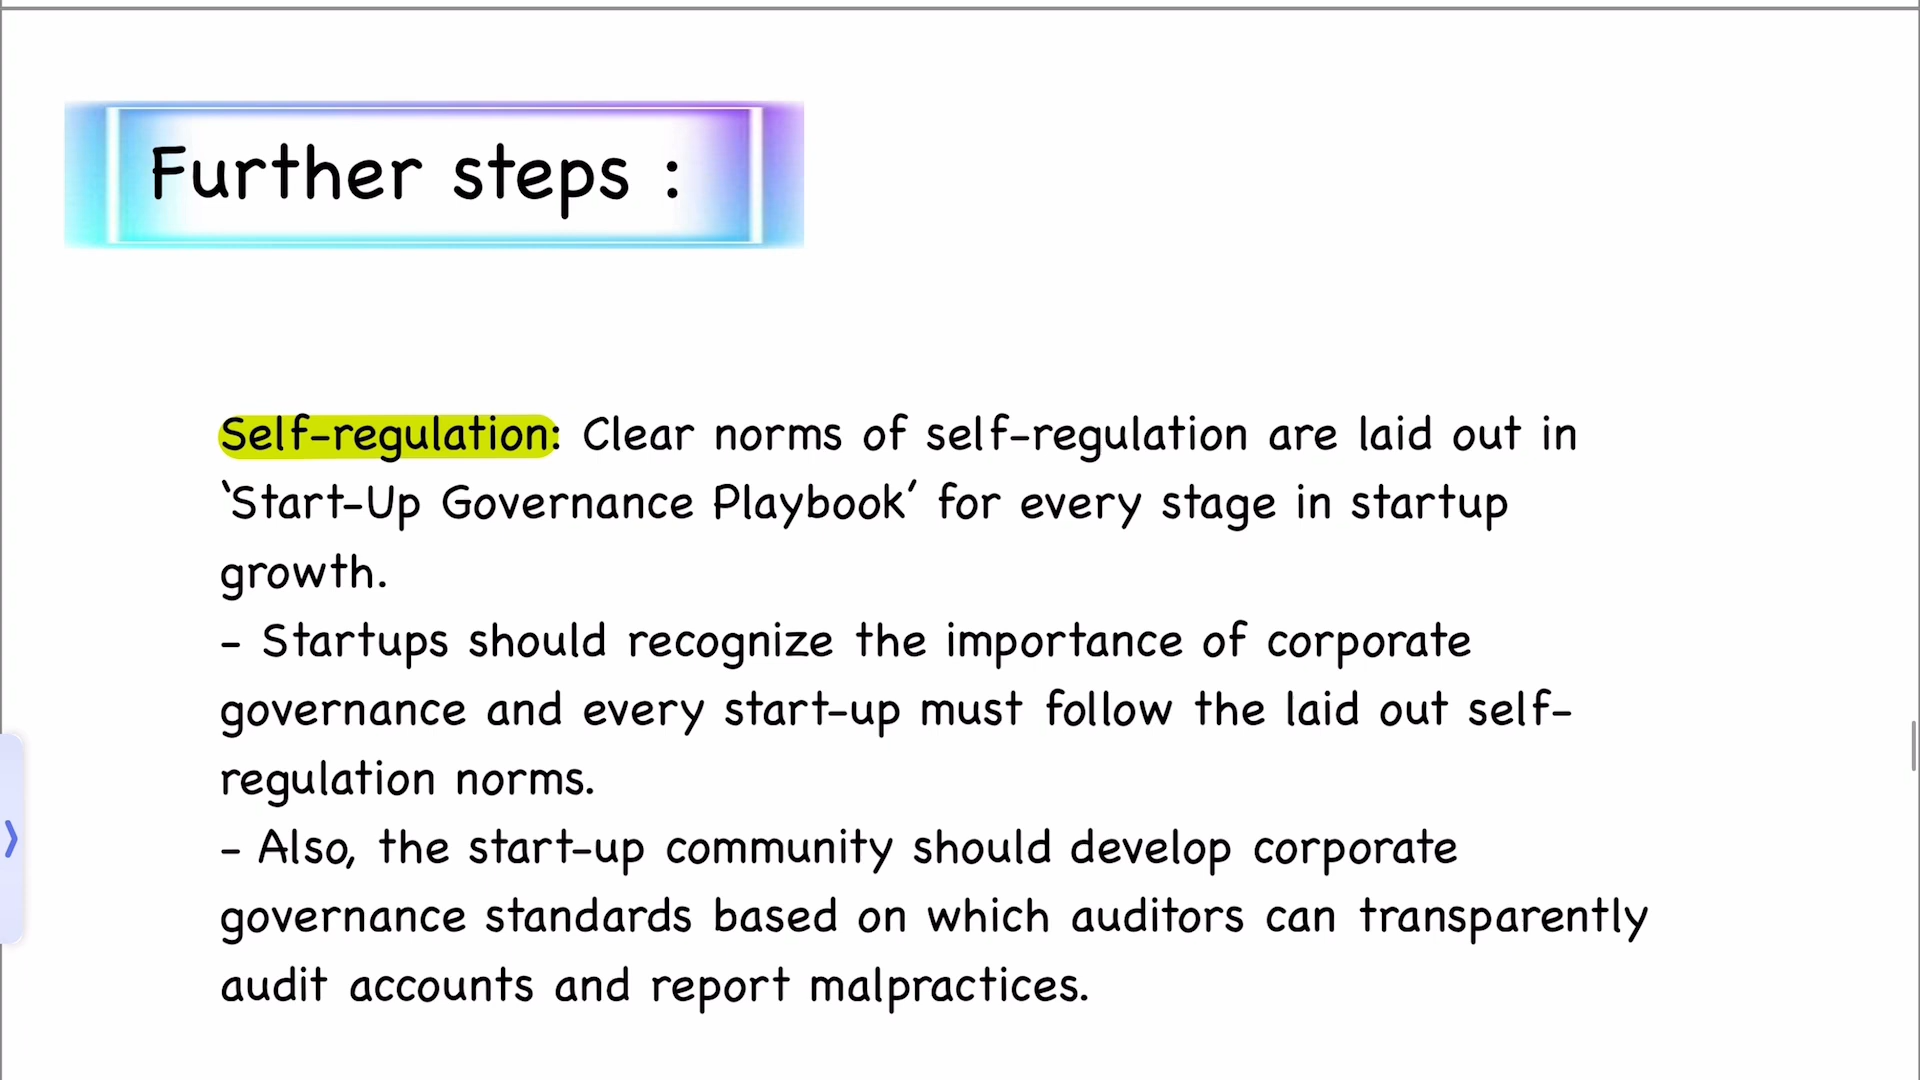 Further steps :
Self-regulation: Clear norms of self-regulation are laid out in
‘Start-Up Governance Playbook’ for every stage in startup
growth.
- Startups should recognize the importance of corporate
governance and every start-up must follow the laid out self-
regulation norms.
- Also, the start-up community should develop corporate
governance standards based on which auditors can transparently
audit accounts and report malpractices.